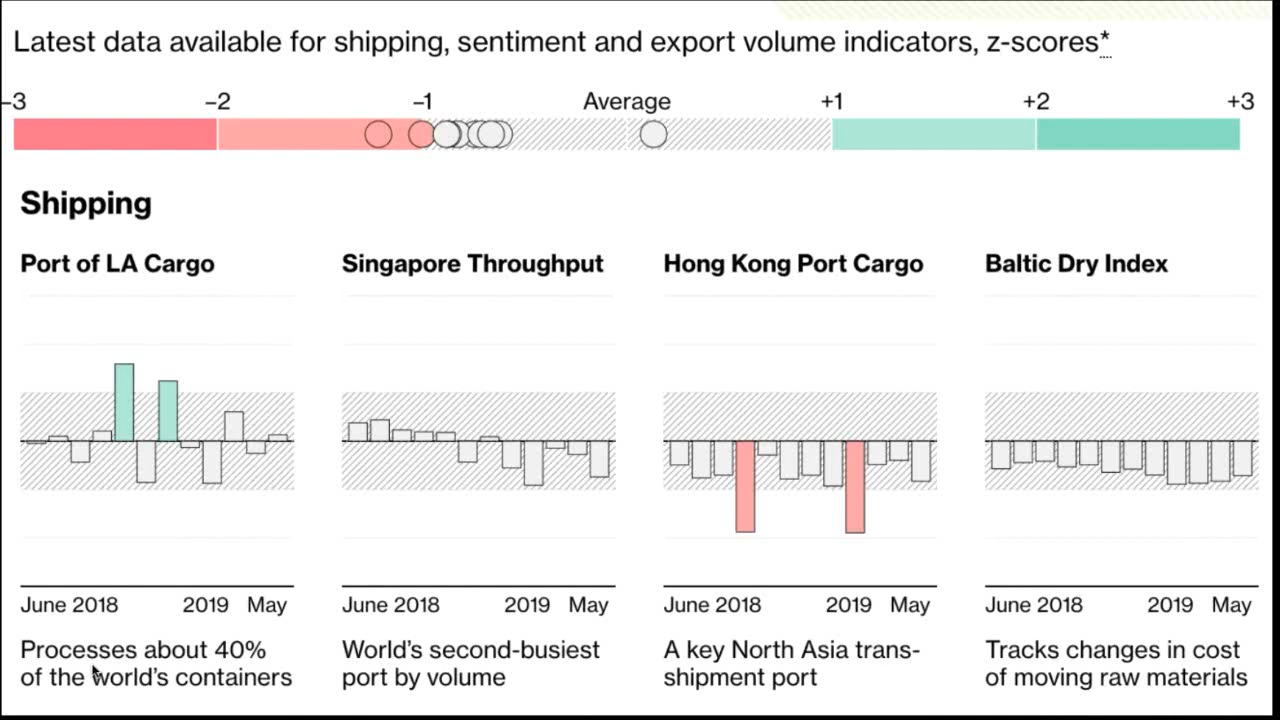 Latest data available for shipping, sentiment and export volume indicators, z-scores*
–3 –2 –1 Average +1 +2 +3
Shipping
Port of LA Cargo
Singapore Throughput
Hong Kong Port Cargo
Baltic Dry Index
June 2018 2019 May
June 2018 2019 May
June 2018 2019 May
June 2018 2019 May
Processes about 40%
of the world's containers
World's second-busiest
port by volume
A key North Asia trans-
shipment port
Tracks changes in cost
of moving raw materials